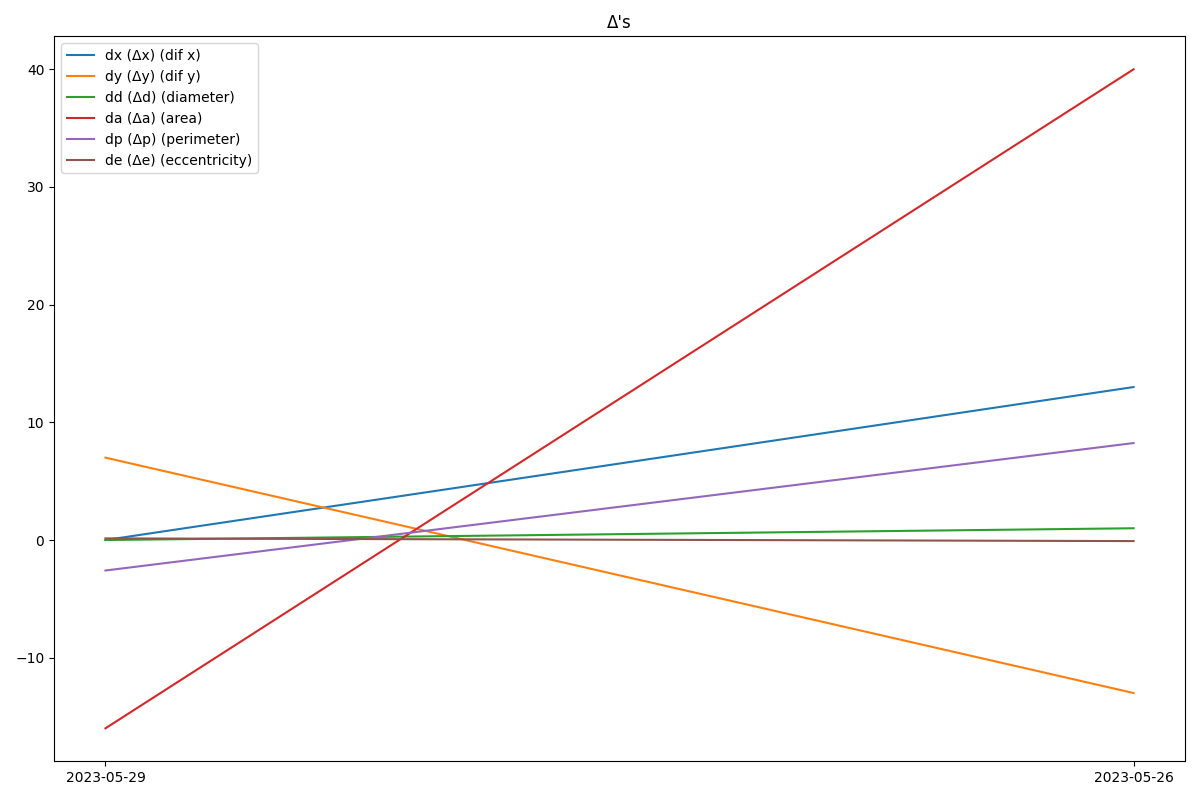 Δ's
dx (Δx) (dif x)
dy (Δy) (dif y)
dd (Δd) (diameter)
da (Δa) (area)
dp (Δp) (perimeter)
de (Δe) (eccentricity)
40
30
20
10
0
−10
2023-05-29
2023-05-26